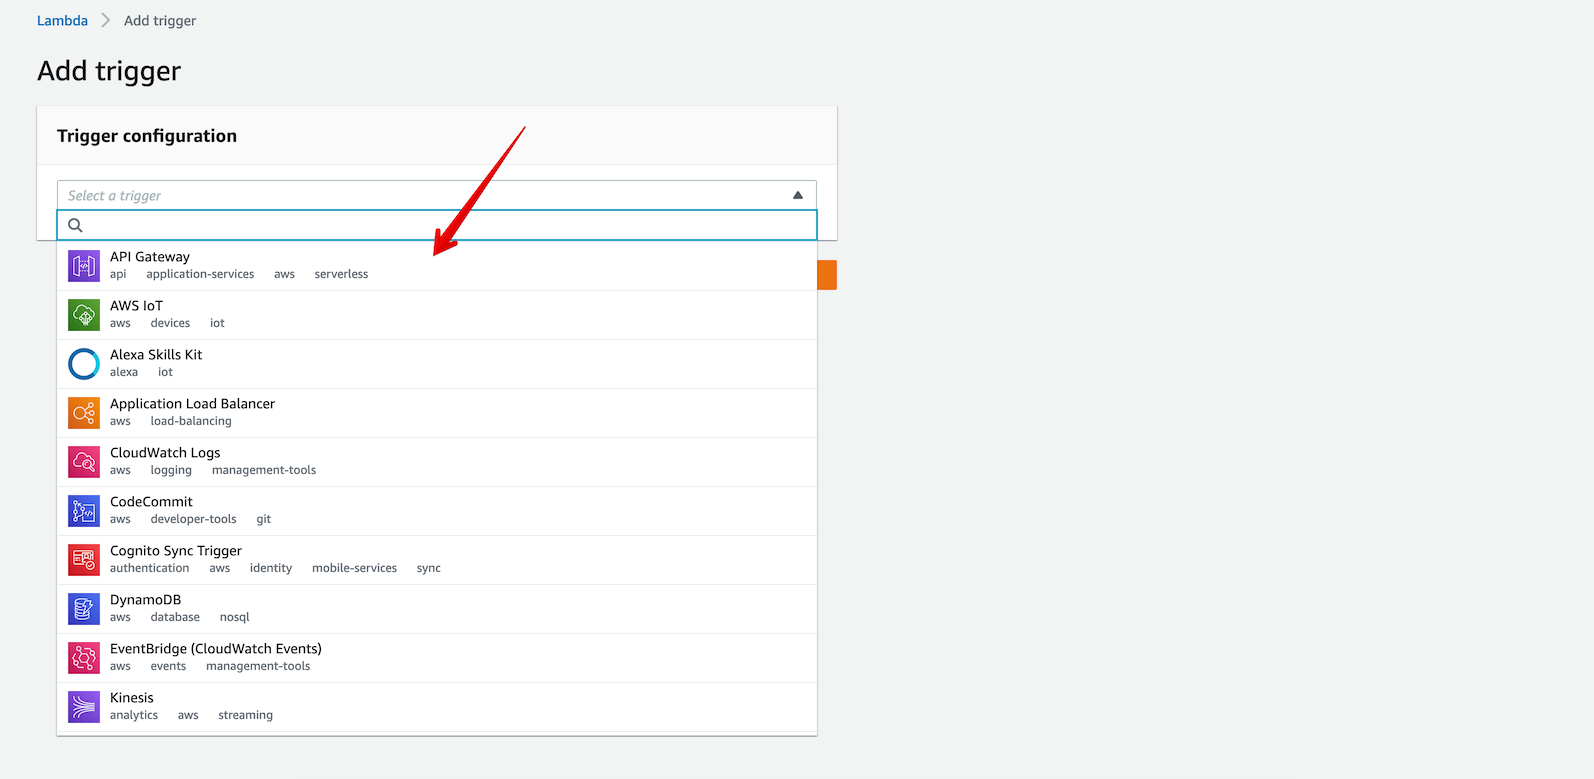 Lambda Add trigger
Add trigger
Trigger configuration
Select a trigger
API Gateway
api application-services aws serverless
AWS IoT
aws devices iot
Alexa Skills Kit
alexa iot
Application Load Balancer
aws load-balancing
CloudWatch Logs
aws logging management-tools
CodeCommit
aws developer-tools git
Cognito Sync Trigger
authentication aws identity mobile-services sync
DynamoDB
aws database nosql
EventBridge (CloudWatch Events)
aws events management-tools
Kinesis
analytics aws streaming